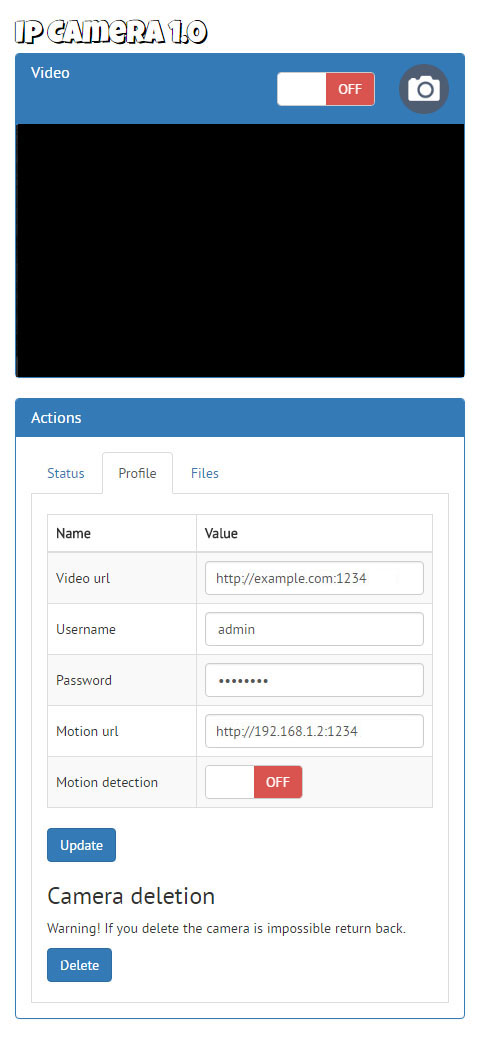 IP Camera 1.0
Video
OFF
Actions
Status Profile Files
Name Value
Video url http://example.com:1234
Username admin
Password ••••••••
Motion url http://192.168.1.2:1234
Motion detection OFF
Update
Camera deletion
Warning! If you delete the camera is impossible return back.
Delete